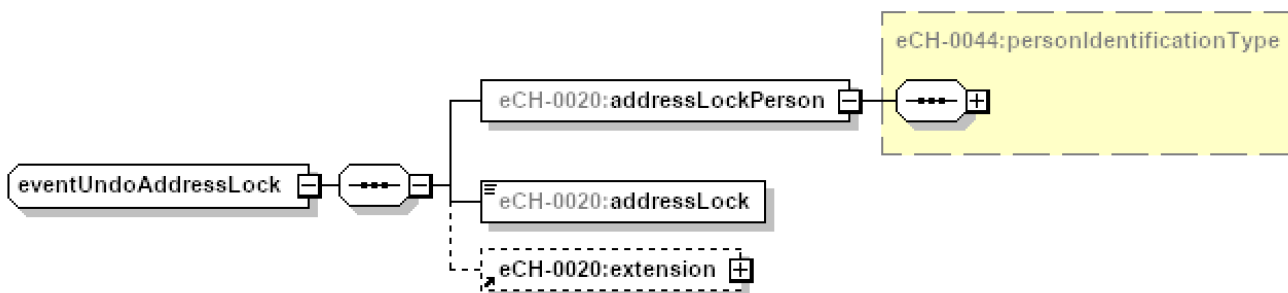 eCH-0044:personIdentificationType
eCH-0020:addressLockPerson
eventUndoAddressLock
eCH-0020:addressLock
eCH-0020:extension